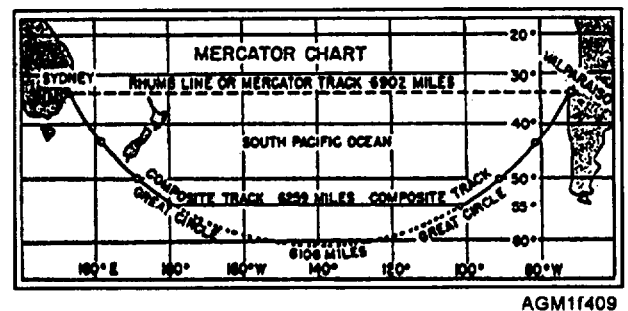 MERCATOR CHART
20°
SYDNEY
VALPARAISO
30°
RHUMB LINE OR MERCATOR TRACK 6902 MILES
40°
SOUTH PACIFIC OCEAN
COMPOSITE TRACK 6259 MILES COMPOSITE TRACK
50°
GREAT CIRCLE
GREAT CIRCLE
55°
60°
6106 MILES
160°E
180°
160°W
140°
120°
100°
80°W
AGM1f409